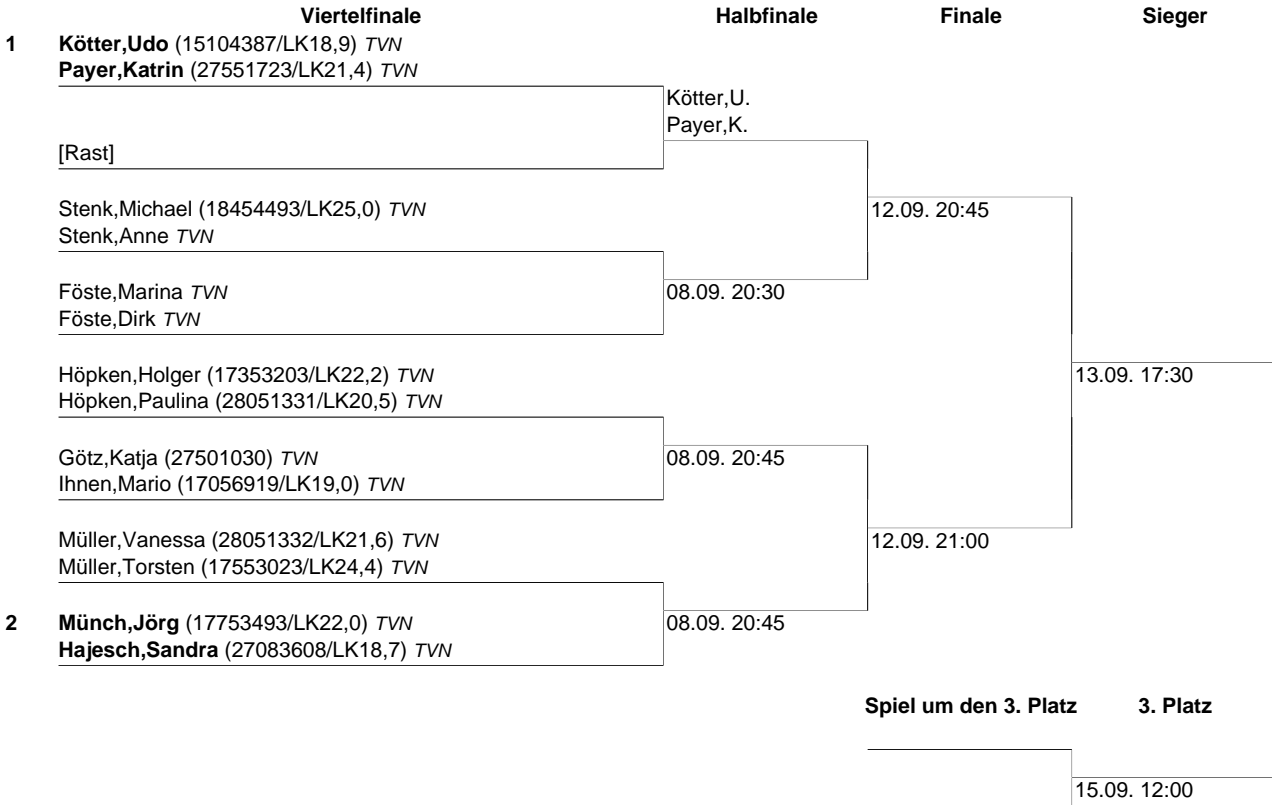 Viertelfinale Halbfinale Finale Sieger
1 Kötter,Udo (15104387/LK18,9) TVN
Payer,Katrin (27551723/LK21,4) TVN
Kötter,U.
Payer,K.
[Rast]
Stenk,Michael (18454493/LK25,0) TVN 12.09. 20:45
Stenk,Anne TVN
Föste,Marina TVN 08.09. 20:30
Föste,Dirk TVN
Höpken,Holger (17353203/LK22,2) TVN 13.09. 17:30
Höpken,Paulina (28051331/LK20,5) TVN
Götz,Katja (27501030) TVN 08.09. 20:45
Ihnen,Mario (17056919/LK19,0) TVN
Müller,Vanessa (28051332/LK21,6) TVN 12.09. 21:00
Müller,Torsten (17553023/LK24,4) TVN
2 Münch,Jörg (17753493/LK22,0) TVN 08.09. 20:45
Hajesch,Sandra (27083608/LK18,7) TVN
Spiel um den 3. Platz 3. Platz
15.09. 12:00